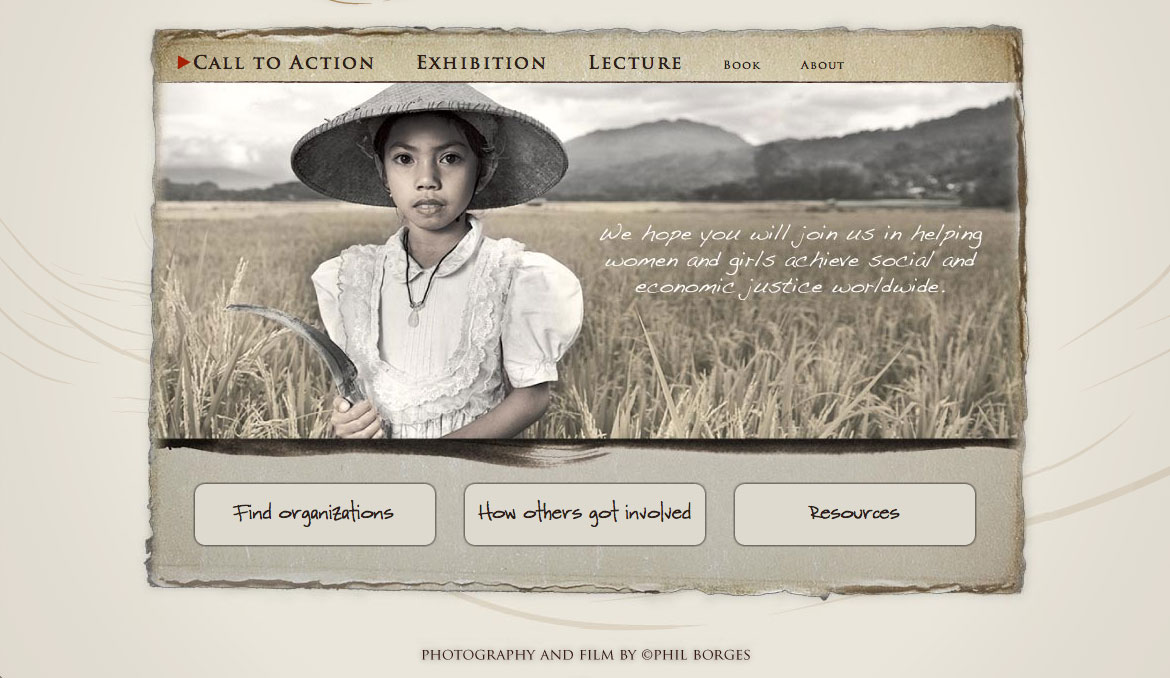 Call to Action Exhibition Lecture Book About
We hope you will join us in helping
women and girls achieve social and
economic justice worldwide.
Find organizations How others got involved Resources
PHOTOGRAPHY AND FILM BY ©PHIL BORGES